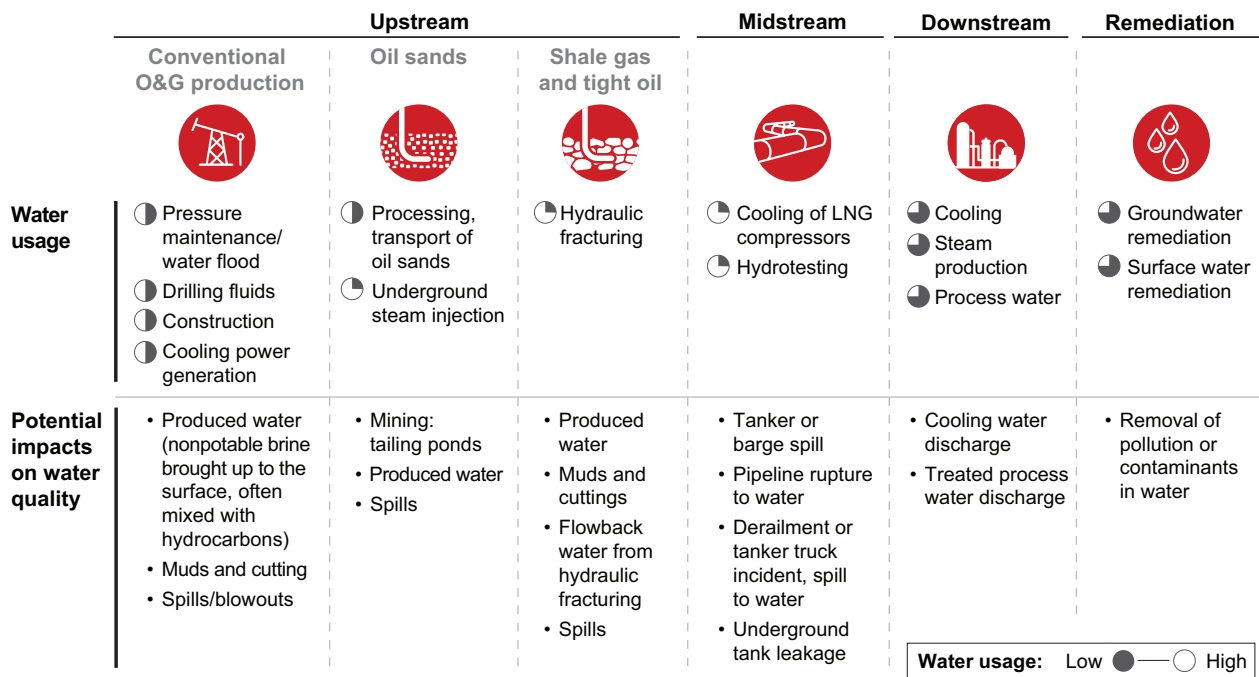 Upstream
Midstream
Downstream
Remediation
Conventional
O&G production
Oil sands
Shale gas
and tight oil
Water
usage
Pressure
maintenance/
water flood
Drilling fluids
Construction
Cooling power
generation
Processing,
transport of
oil sands
Underground
steam injection
Hydraulic
fracturing
Cooling of LNG
compressors
Hydrotesting
Cooling
Steam
production
Process water
Groundwater
remediation
Surface water
remediation
Potential
impacts
on water
quality
• Produced water
(nonpotable brine
brought up to the
surface, often
mixed with
hydrocarbons)
• Muds and cutting
• Spills/blowouts
• Mining:
tailing ponds
• Produced water
• Spills
• Produced
water
• Muds and
cuttings
• Flowback
water from
hydraulic
fracturing
• Spills
• Tanker or
barge spill
• Pipeline rupture
to water
• Derailment or
tanker truck
incident, spill
to water
• Underground
tank leakage
• Cooling water
discharge
• Treated process
water discharge
• Removal of
pollution or
contaminants
in water
Water usage: Low High